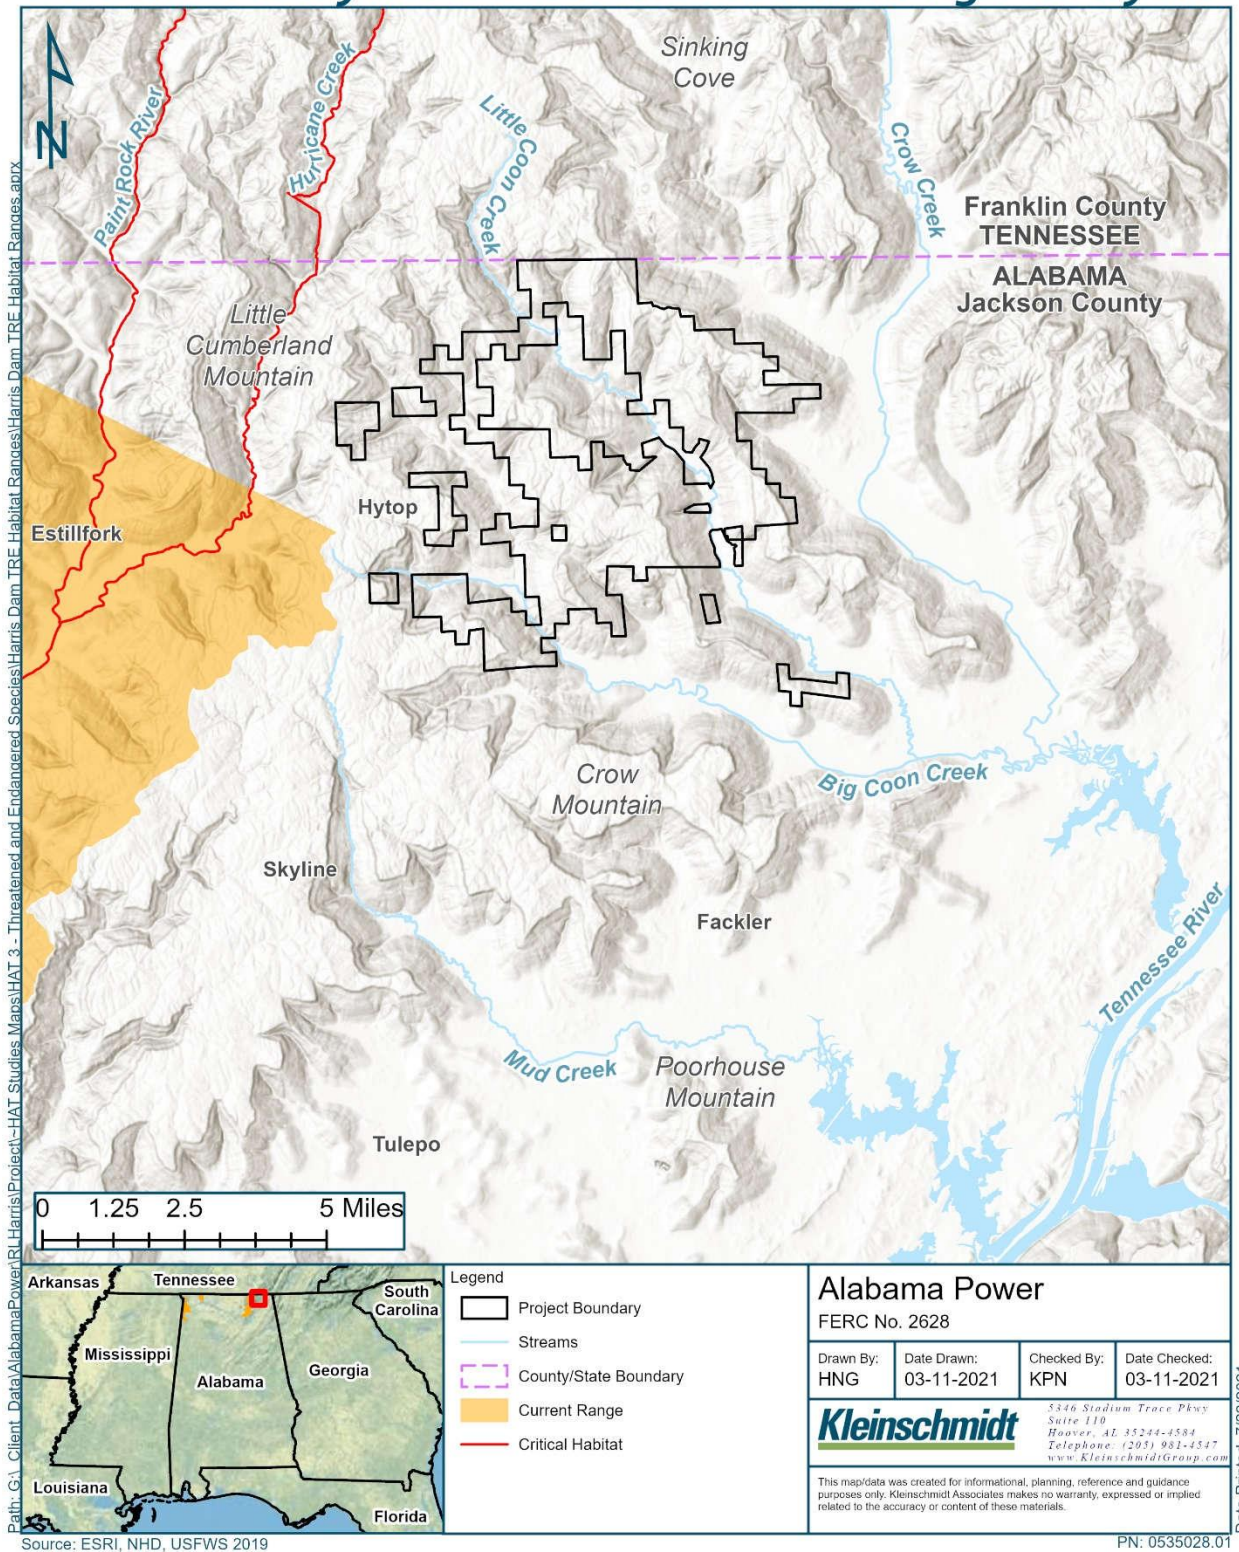 Sinking
Cove
Paint Rock River
Hurricane Creek
Little Coon Creek
Crow Creek
N
Franklin County
TENNESSEE
ALABAMA
Jackson County
Little
Cumberland
Mountain
Hytop
Estillfork
Crow
Mountain
Big Coon Creek
Skyline
Fackler
Tennessee River
Mud Creek
Poorhouse
Mountain
Tulepo
0 1.25 2.5 5 Miles
Arkansas
Tennessee
South
Carolina
Mississippi
Alabama
Georgia
Louisiana
Florida
Legend
Project Boundary
Streams
County/State Boundary
Current Range
Critical Habitat
Alabama Power
FERC No. 2628
Drawn By: Date Drawn: Checked By: Date Checked:
HNG 03-11-2021 KPN 03-11-2021
Kleinschmidt
5346 Stadium Trace Pkwy
Suite 110
Hoover, AL 35244-4584
Telephone: (205) 981-4547
www.KleinschmidtGroup.com
This map/data was created for informational, planning, reference and guidance
purposes only. Kleinschmidt Associates makes no warranty, expressed or implied
related to the accuracy or content of these materials.
Path: G:\_Client_Data\AlabamaPower\RLHarris\Project\~HAT Studies Maps\HAT 3 - Threatened and Endangered Species\Harris Dam TRE Habitat Ranges\Harris Dam TRE Habitat Ranges.aprx
Source: ESRI, NHD, USFWS 2019
PN: 0535028.01